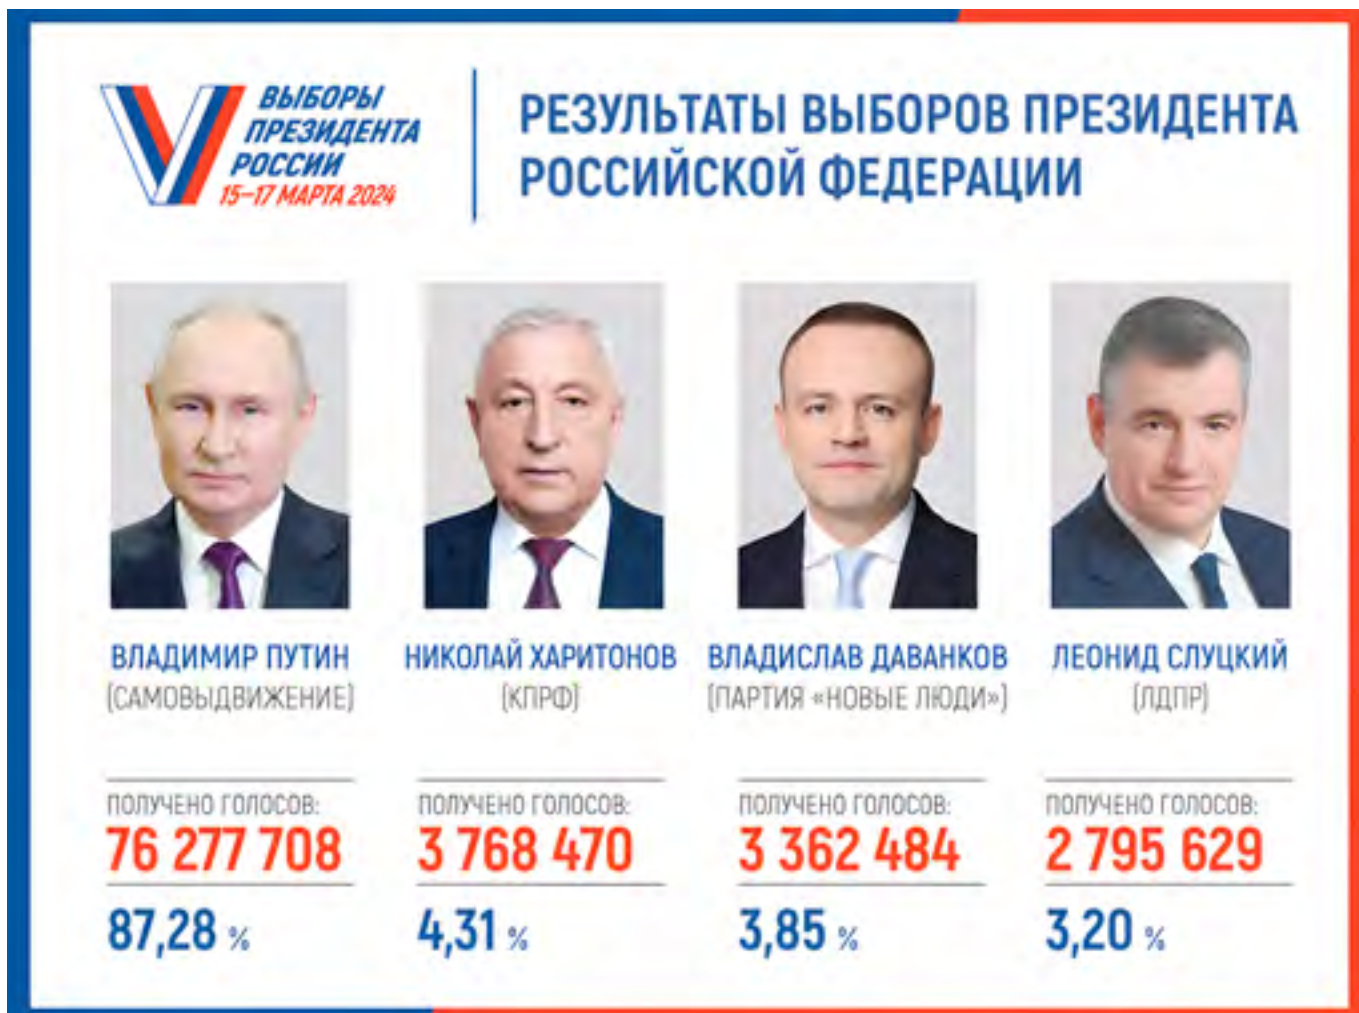 ВЫБОРЫ
ПРЕЗИДЕНТА
РОССИИ
15–17 МАРТА 2024
РЕЗУЛЬТАТЫ ВЫБОРОВ ПРЕЗИДЕНТА
РОССИЙСКОЙ ФЕДЕРАЦИИ
ВЛАДИМИР ПУТИН
(САМОВЫДВИЖЕНИЕ)
ПОЛУЧЕНО ГОЛОСОВ:
76 277 708
87,28 %
НИКОЛАЙ ХАРИТОНОВ
(КПРФ)
ПОЛУЧЕНО ГОЛОСОВ:
3 768 470
4,31 %
ВЛАДИСЛАВ ДАВАНКОВ
(ПАРТИЯ «НОВЫЕ ЛЮДИ»)
ПОЛУЧЕНО ГОЛОСОВ:
3 362 484
3,85 %
ЛЕОНИД СЛУЦКИЙ
(ЛДПР)
ПОЛУЧЕНО ГОЛОСОВ:
2 795 629
3,20 %